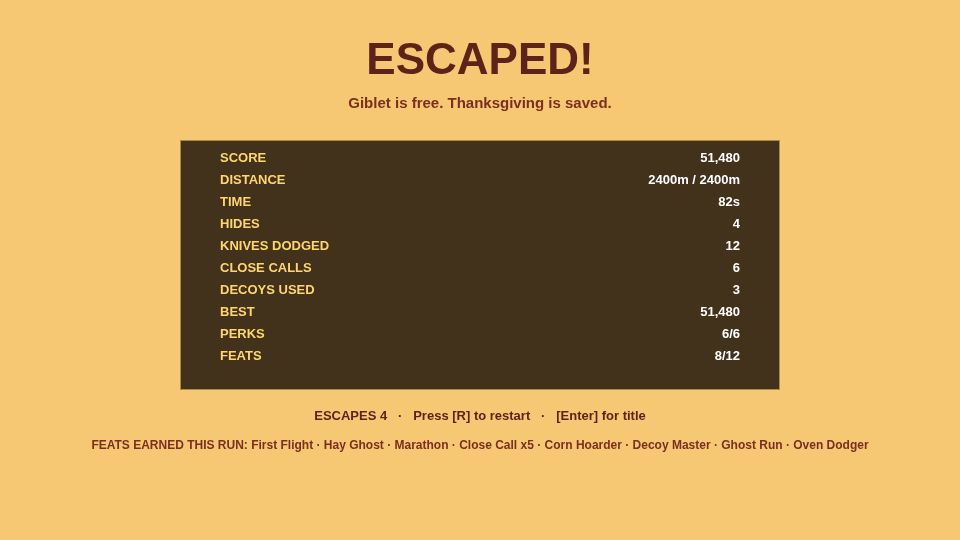 ESCAPED!
Giblet is free. Thanksgiving is saved.
SCORE 51,480
DISTANCE 2400m / 2400m
TIME 82s
HIDES 4
KNIVES DODGED 12
CLOSE CALLS 6
DECOYS USED 3
BEST 51,480
PERKS 6/6
FEATS 8/12
ESCAPES 4 · Press [R] to restart · [Enter] for title
FEATS EARNED THIS RUN: First Flight · Hay Ghost · Marathon · Close Call x5 · Corn Hoarder · Decoy Master · Ghost Run · Oven Dodger